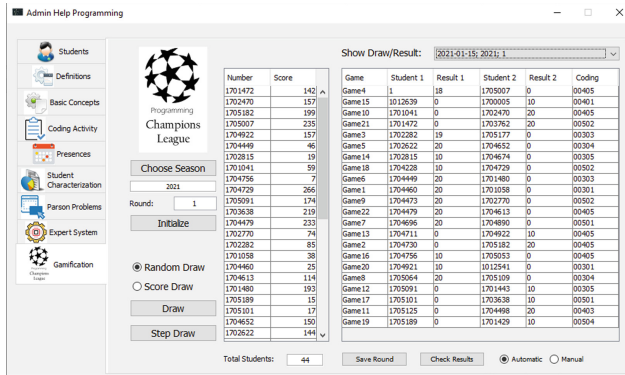 Admin Help Programming
Students
Definitions
Basic Concepts
Coding Activity
Presences
Student
Characterization
Parson Problems
Expert System
Gamification
Programming
Champions
League
Choose Season
2021
Round: 1
Initialize
Random Draw
Score Draw
Draw
Step Draw
Number Score
1701472 142
1702470 157
1705182 199
1705007 235
1704922 157
1704449 46
1702815 19
1701041 59
1704756 7
1704729 266
1705091 174
1703638 219
1704479 233
1702770 74
1702282 85
1701058 38
1704460 25
1704613 114
1701480 193
1705189 15
1705101 17
1704652 150
1702622 144
Total Students: 44
Show Draw/Result: 2021-01-15; 2021; 1
Game Student 1 Result 1 Student 2 Result 2 Coding
Game4 1 18 1705007 0 00405
Game15 1012639 0 1700005 10 00401
Game10 1701041 0 1702470 20 00405
Game21 1701472 0 1703762 20 00502
Game3 1702282 19 1705177 0 00303
Game5 1702622 20 1704652 0 00304
Game14 1702815 10 1704674 0 00305
Game18 1704228 10 1704729 0 00502
Game6 1704449 20 1701480 0 00303
Game1 1704460 20 1701058 0 00301
Game9 1704473 20 1702770 0 00502
Game22 1704479 20 1704613 0 00405
Game7 1704696 20 1704890 0 00501
Game13 1704711 0 1704922 10 00405
Game2 1704730 0 1705182 20 00405
Game16 1704756 10 1705053 0 00405
Game20 1704921 10 1012541 0 00301
Game8 1705064 20 1705109 0 00304
Game12 1705091 0 1701443 10 00305
Game17 1705101 0 1703638 10 00501
Game11 1705125 0 1704498 20 00403
Game19 1705189 0 1701429 10 00504
Save Round Check Results Automatic Manual